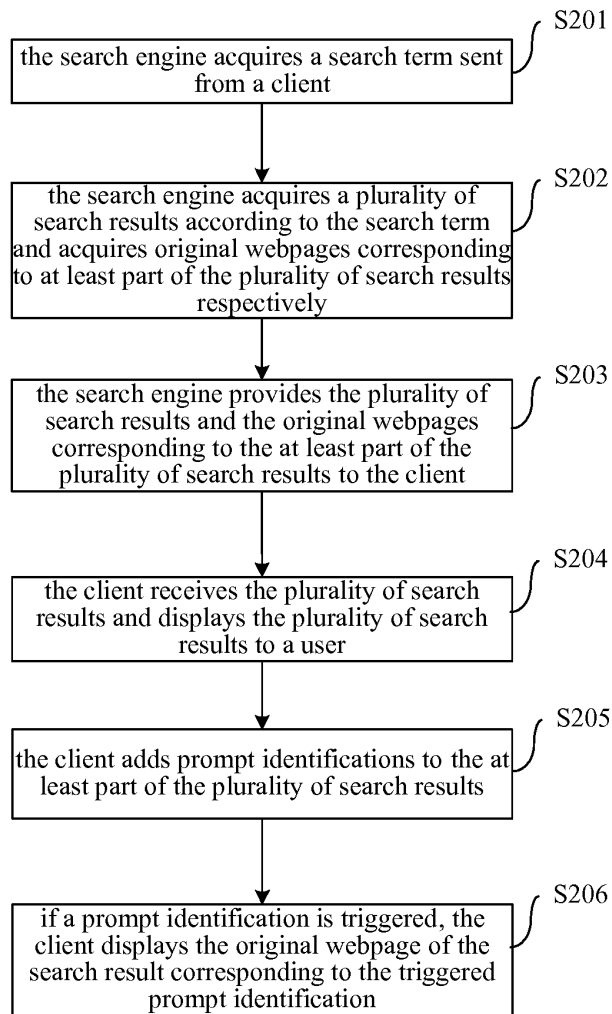 S201
the search engine acquires a search term sent
from a client
S202
the search engine acquires a plurality of
search results according to the search term
and acquires original webpages corresponding
to at least part of the plurality of search results
respectively
S203
the search engine provides the plurality of
search results and the original webpages
corresponding to the at least part of the
plurality of search results to the client
S204
the client receives the plurality of search
results and displays the plurality of search
results to a user
S205
the client adds prompt identifications to the at
least part of the plurality of search results
S206
if a prompt identification is triggered, the
client displays the original webpage of the
search result corresponding to the triggered
prompt identification